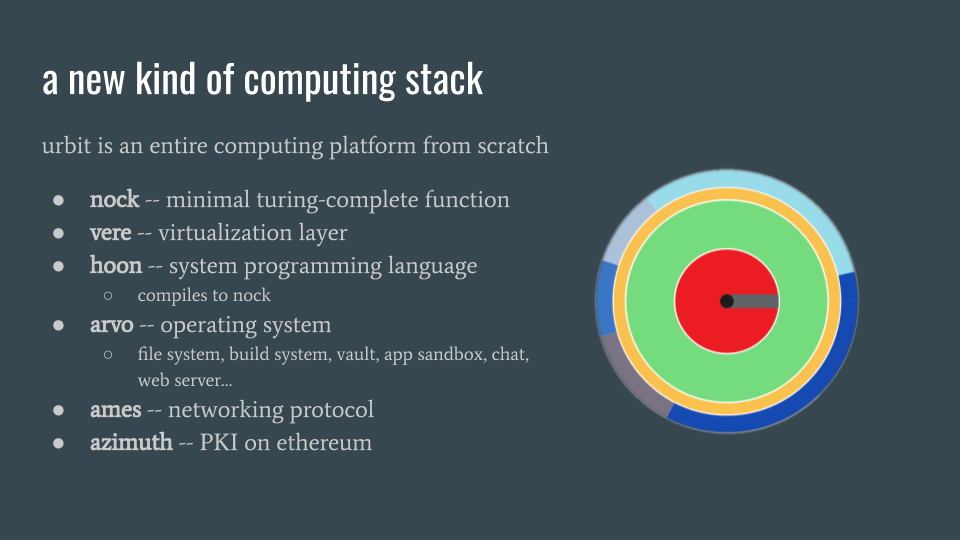 a new kind of computing stack
urbit is an entire computing platform from scratch
● nock -- minimal turing-complete function
● vere -- virtualization layer
● hoon -- system programming language
○ compiles to nock
● arvo -- operating system
○ file system, build system, vault, app sandbox, chat,
web server...
● ames -- networking protocol
● azimuth -- PKI on ethereum